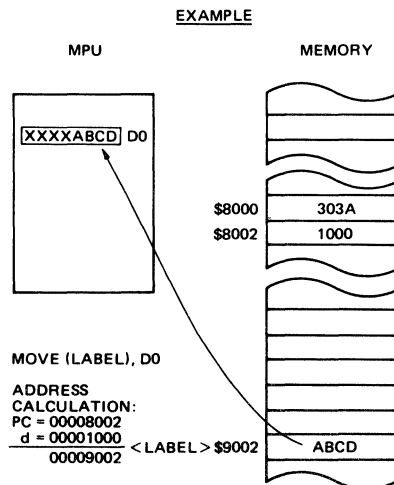 EXAMPLE
MPU
MEMORY
XXXXABCD D0
$8000 303A
$8002 1000
MOVE (LABEL), D0
ADDRESS
CALCULATION:
PC = 00008002
d = 00001000
00009002
<LABEL> $9002 ABCD